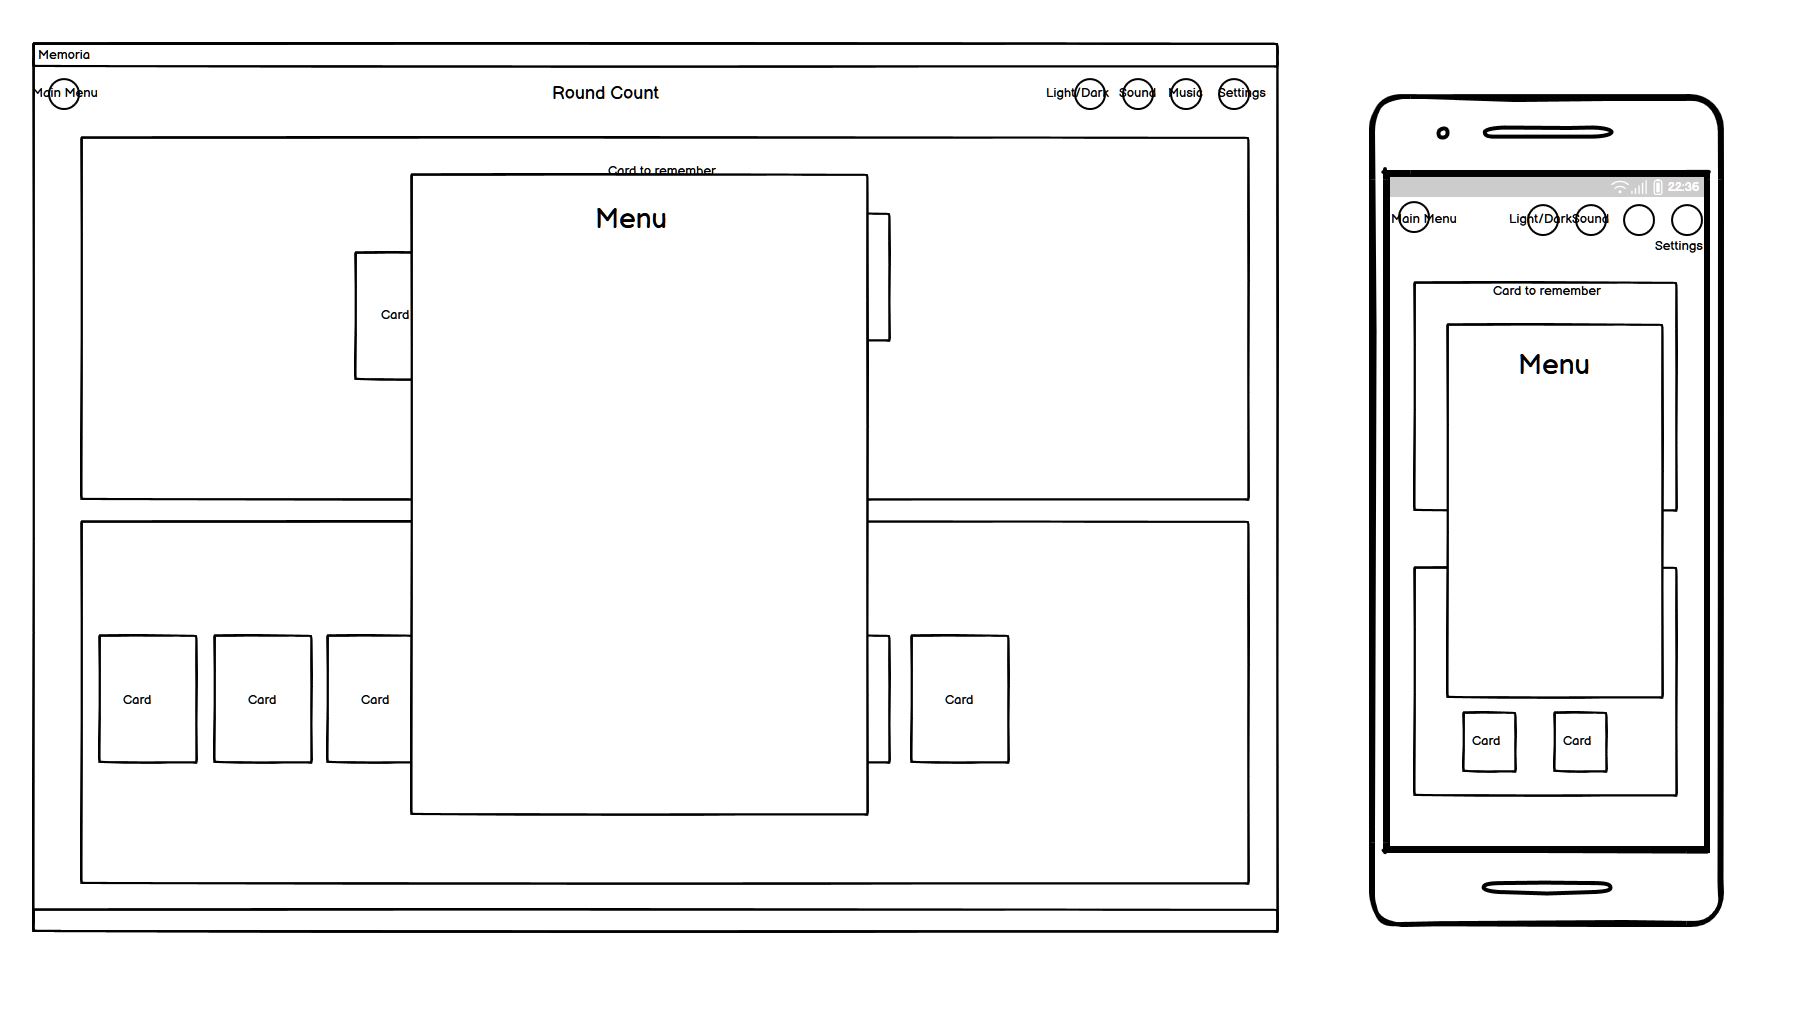 Memoria
Main Menu
Round Count
Light/Dark
Sound
Music
Settings
Card to remember
Menu
Card
Card
Card
Card
Card
22:36
Main Menu
Light/Dark
Sound
Settings
Card to remember
Menu
Card
Card